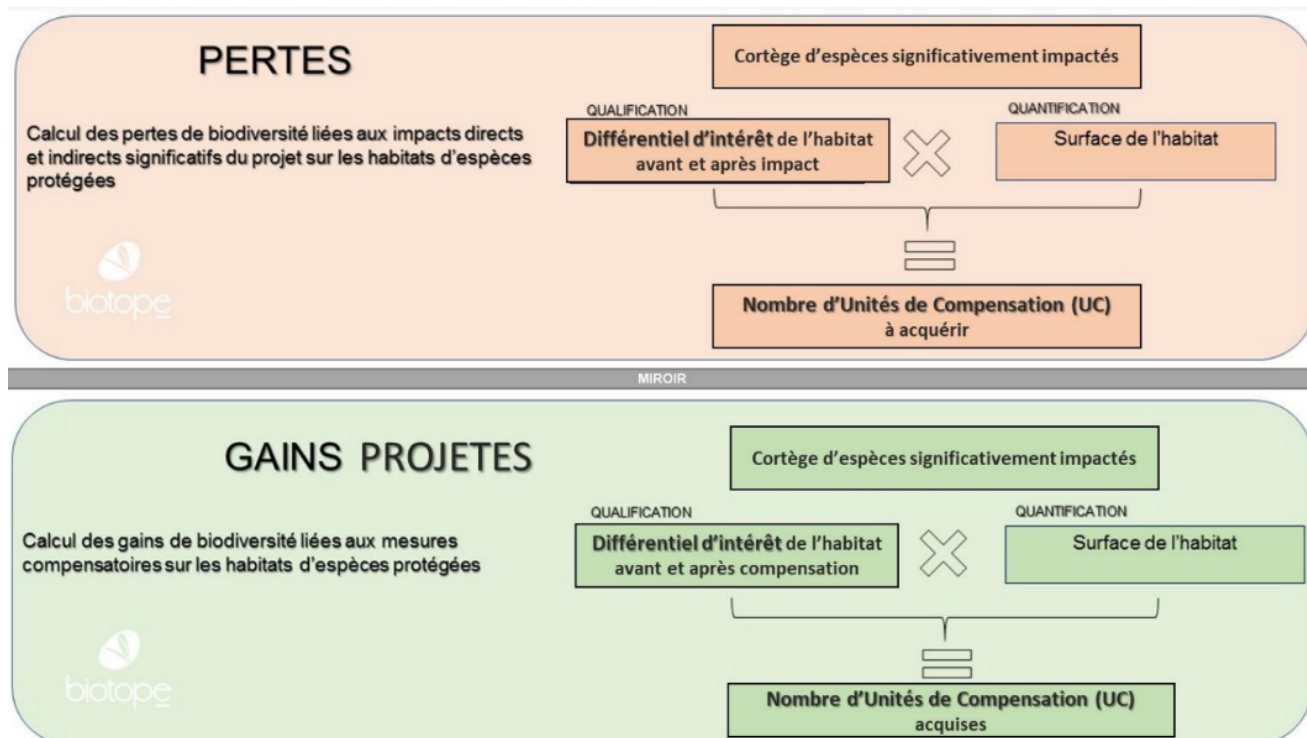 PERTES
Cortège d'espèces significativement impactés
Calcul des pertes de biodiversité liées aux impacts directs
et indirects significatifs du projet sur les habitats d'espèces
protégées
QUALIFICATION
Différentiel d'intérêt de l'habitat
avant et après impact
QUANTIFICATION
Surface de l'habitat
biotope
Nombre d'Unités de Compensation (UC)
à acquérir
MIROIR
GAINS PROJETES
Cortège d'espèces significativement impactés
Calcul des gains de biodiversité liées aux mesures
compensatoires sur les habitats d'espèces protégées
QUALIFICATION
Différentiel d'intérêt de l'habitat
avant et après compensation
QUANTIFICATION
Surface de l'habitat
biotope
Nombre d'Unités de Compensation (UC)
acquises